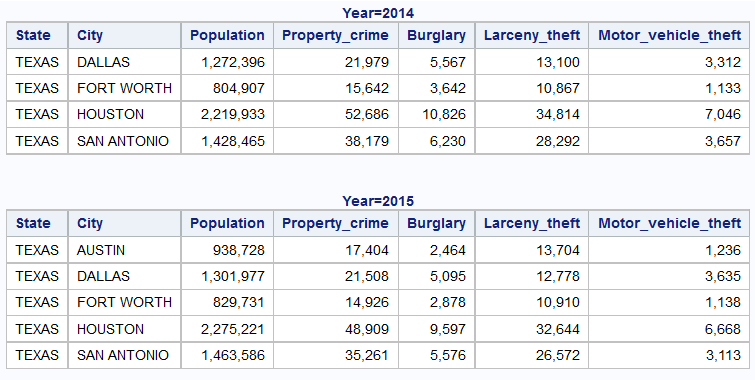 Year=2014
State City Population Property_crime Burglary Larceny_theft Motor_vehicle_theft
TEXAS DALLAS 1,272,396 21,979 5,567 13,100 3,312
TEXAS FORT WORTH 804,907 15,642 3,642 10,867 1,133
TEXAS HOUSTON 2,219,933 52,686 10,826 34,814 7,046
TEXAS SAN ANTONIO 1,428,465 38,179 6,230 28,292 3,657
Year=2015
State City Population Property_crime Burglary Larceny_theft Motor_vehicle_theft
TEXAS AUSTIN 938,728 17,404 2,464 13,704 1,236
TEXAS DALLAS 1,301,977 21,508 5,095 12,778 3,635
TEXAS FORT WORTH 829,731 14,926 2,878 10,910 1,138
TEXAS HOUSTON 2,275,221 48,909 9,597 32,644 6,668
TEXAS SAN ANTONIO 1,463,586 35,261 5,576 26,572 3,113